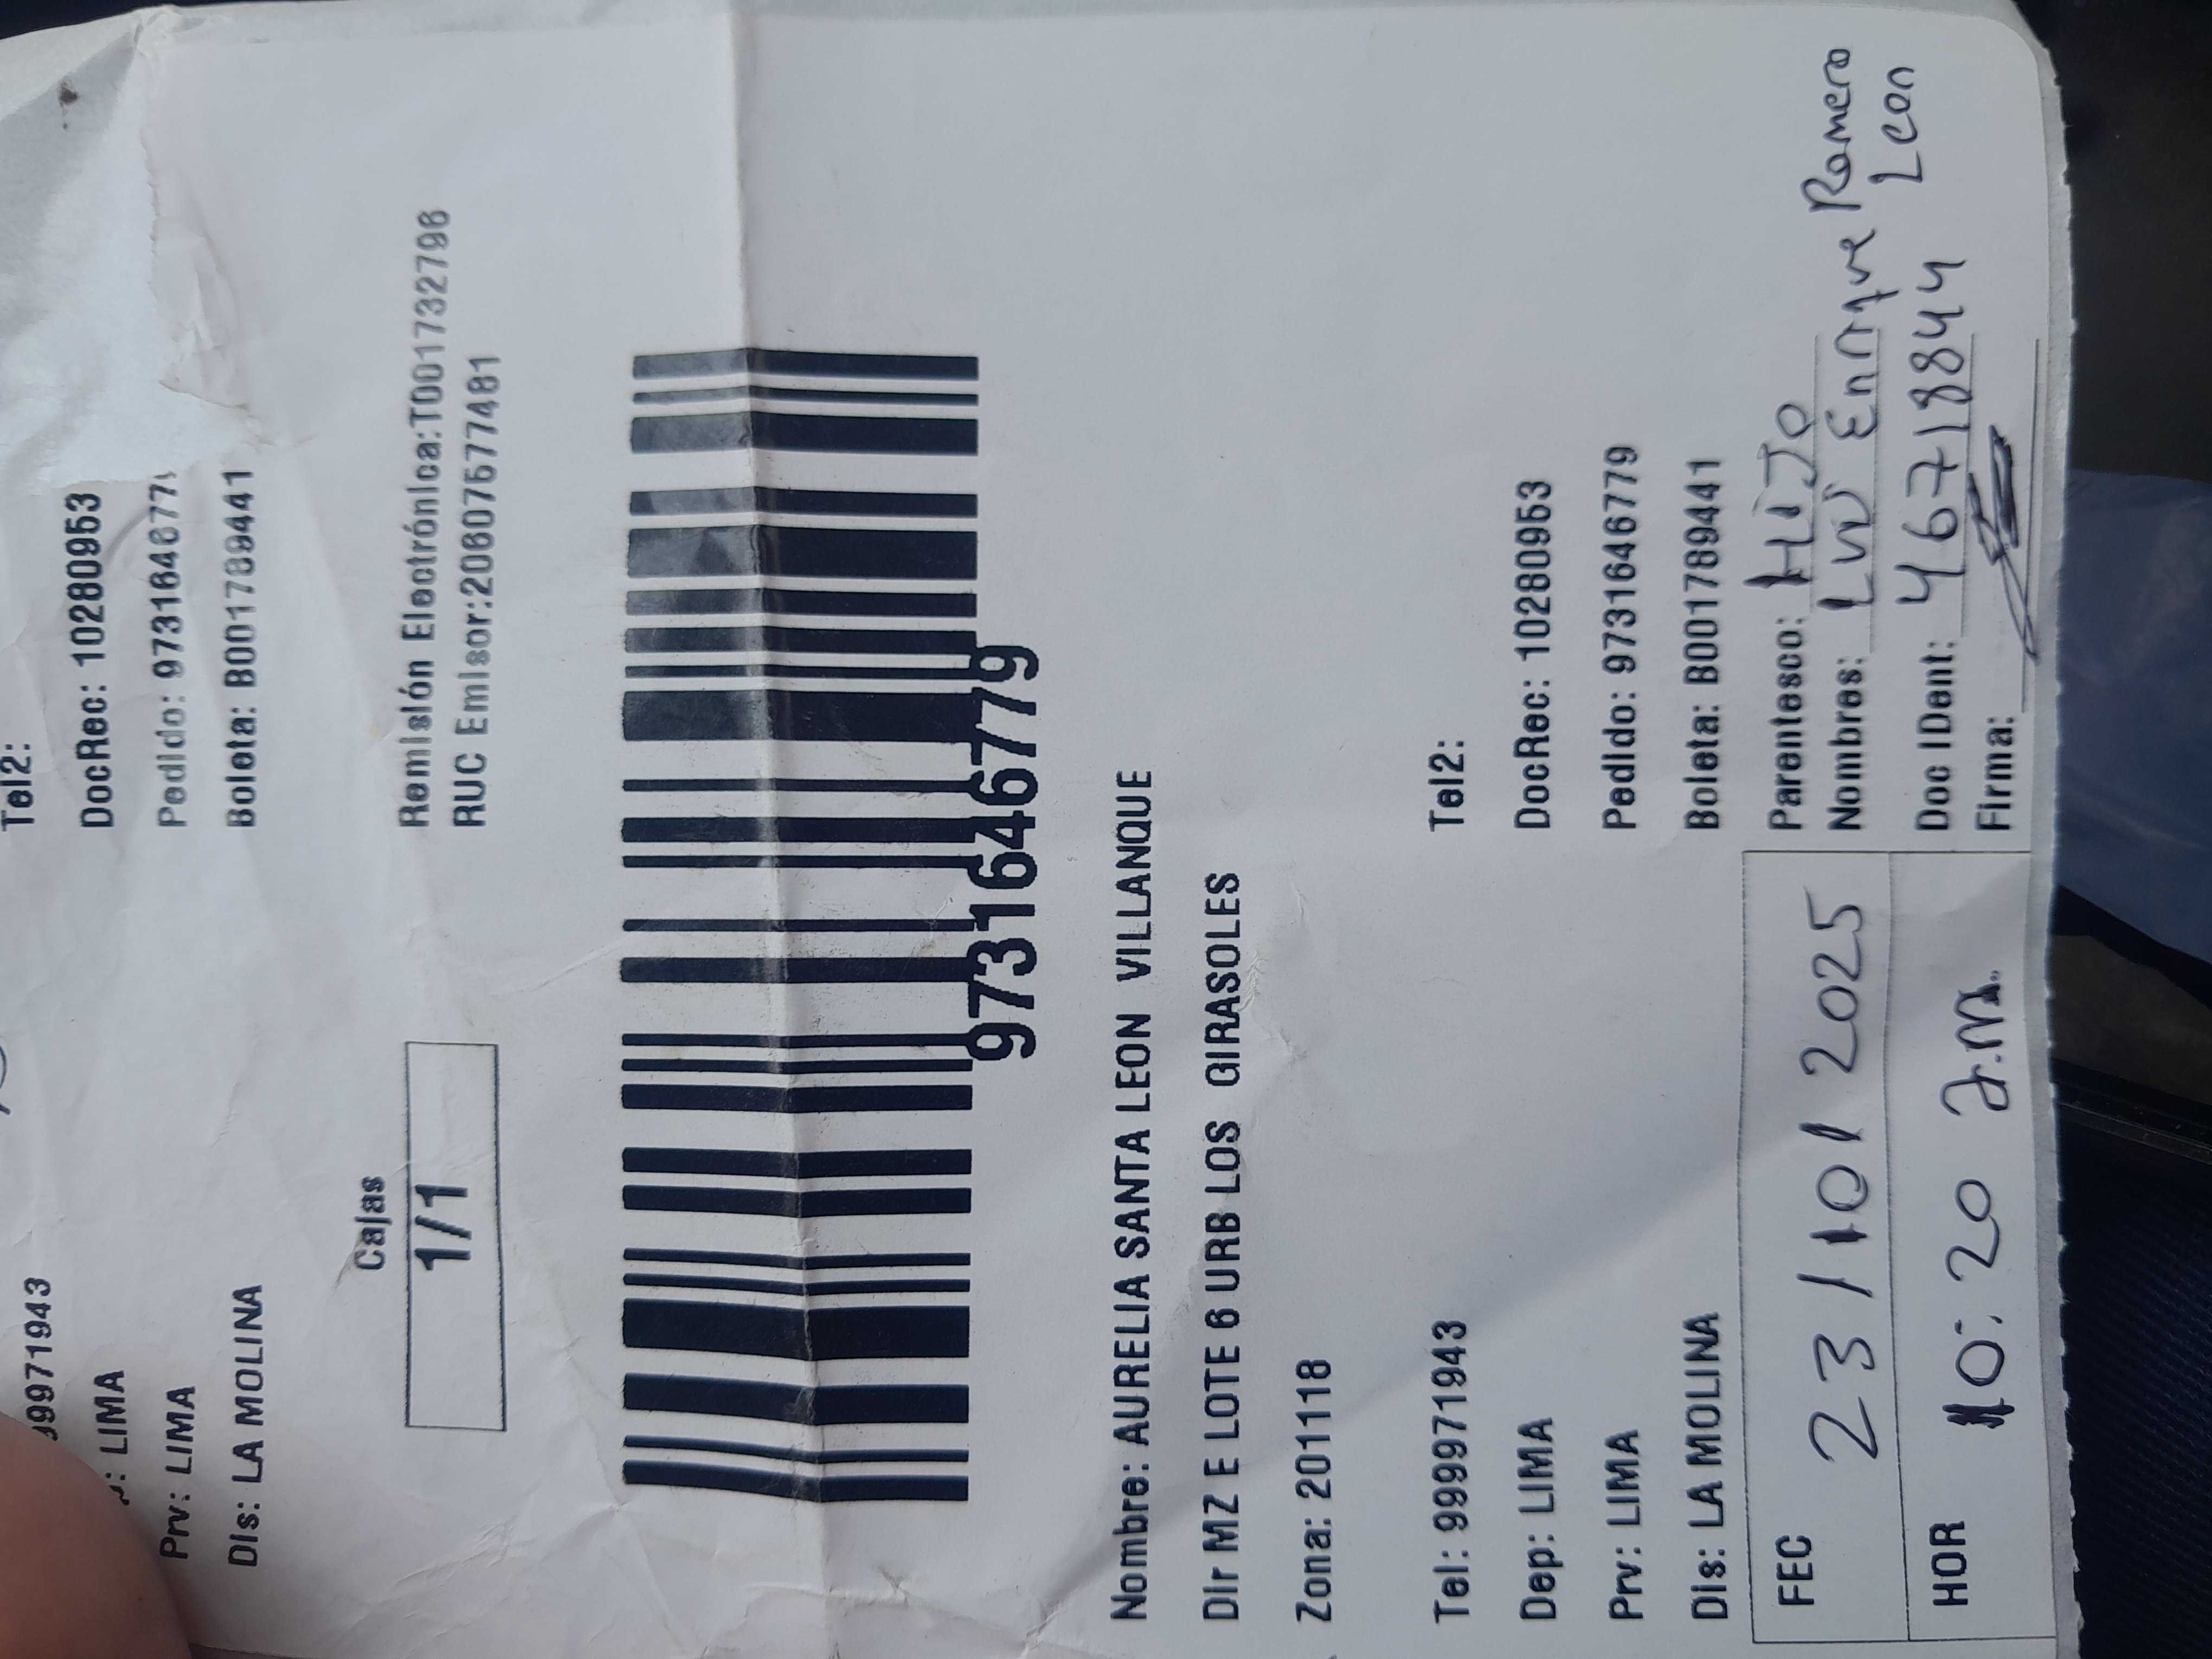 Tel2:
99971943
DocRec: 10280953
: LIMA
Pedido: 973164677
Prv: LIMA
Boleta: B001789441
Dis: LA MOLINA
Cajas
1/1
Remisión Electrónica:T001732796
RUC Emisor:20607577481
9731646779
Nombre: AURELIA SANTA LEON VILLANQUE
Dir MZ E LOTE 6 URB LOS GIRASOLES
Zona: 201118
Tel: 999971943
Tel2:
Dep: LIMA
DocRec: 10280953
Prv: LIMA
Pedido: 9731646779
Dis: LA MOLINA
Boleta: B001789441
FEC 23/10/2025
Parentesco: HIJO
Nombres: Luis Enrique Romero
Leon
HOR 10:20 a.m.
Doc IDent: 46718844
Firma: